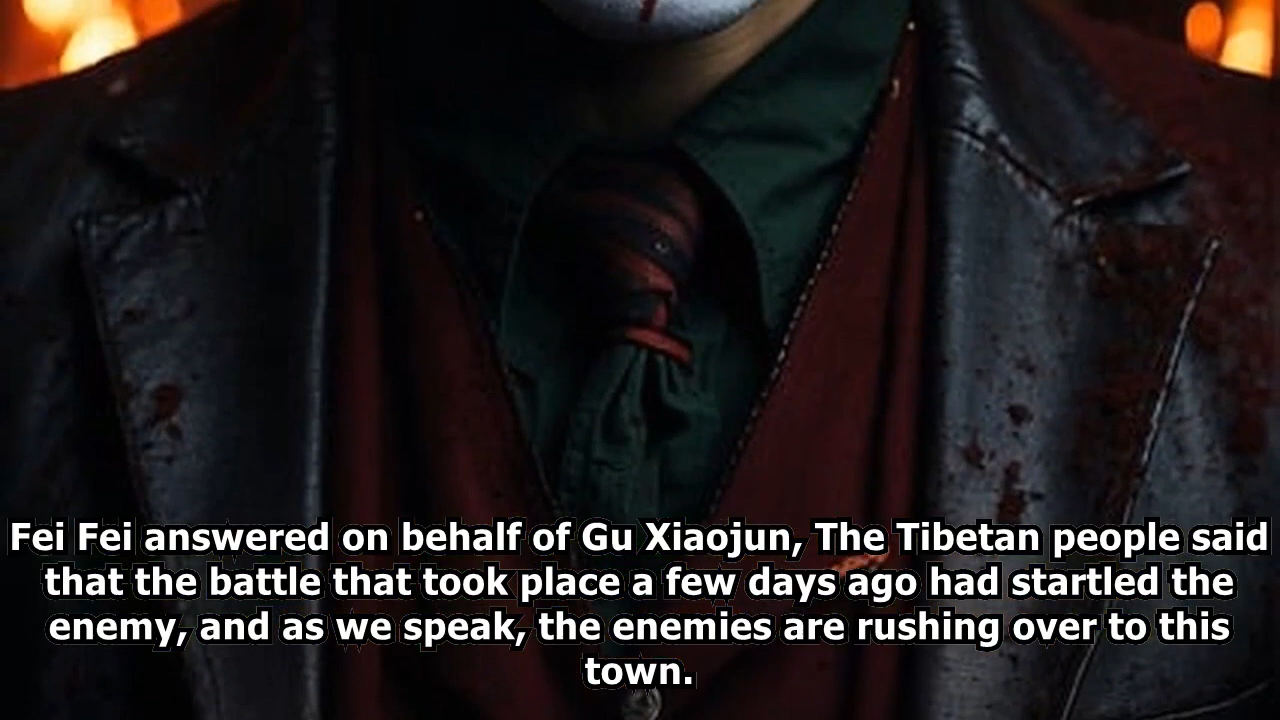 Fei Fei answered on behalf of Gu Xiaojun, The Tibetan people said
that the battle that took place a few days ago had startled the
enemy, and as we speak, the enemies are rushing over to this
town.